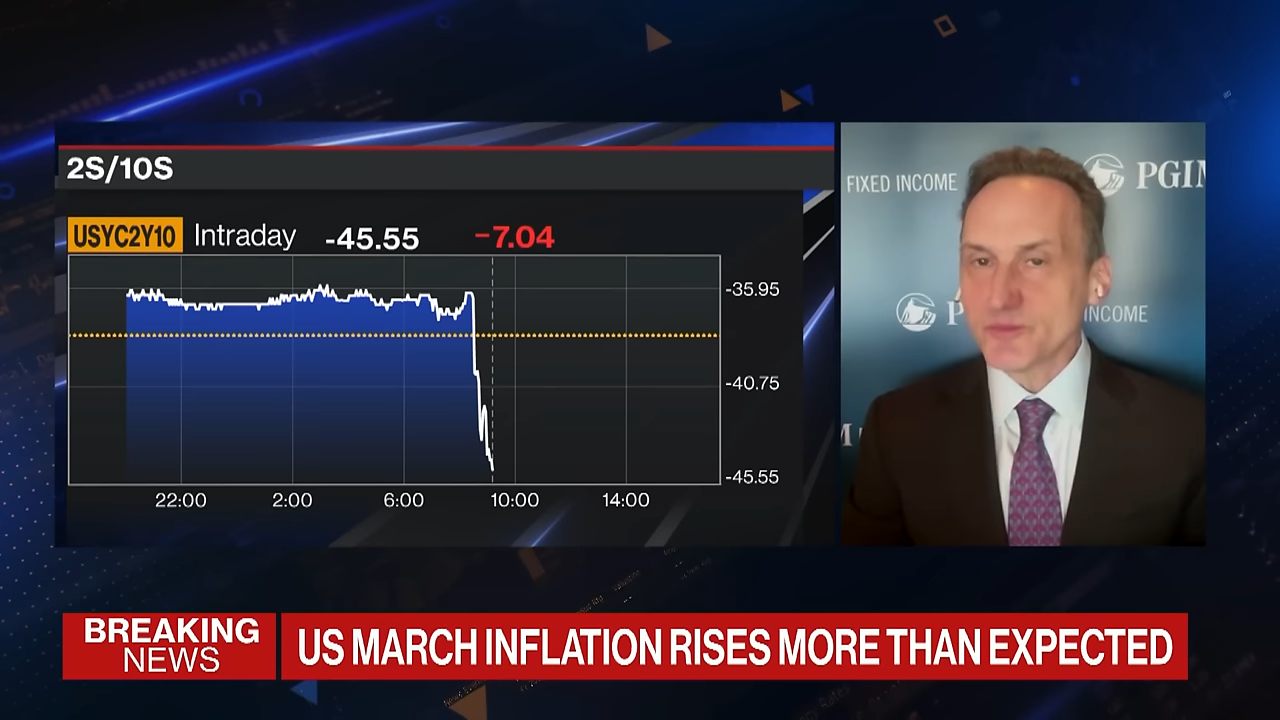 2S/10S
USYC2Y10 Intraday -45.55 -7.04
-35.95
-40.75
-45.55
22:00 2:00 6:00 10:00 14:00
FIXED INCOME PGIM
P INCOME
M
BREAKING
NEWS
US MARCH INFLATION RISES MORE THAN EXPECTED